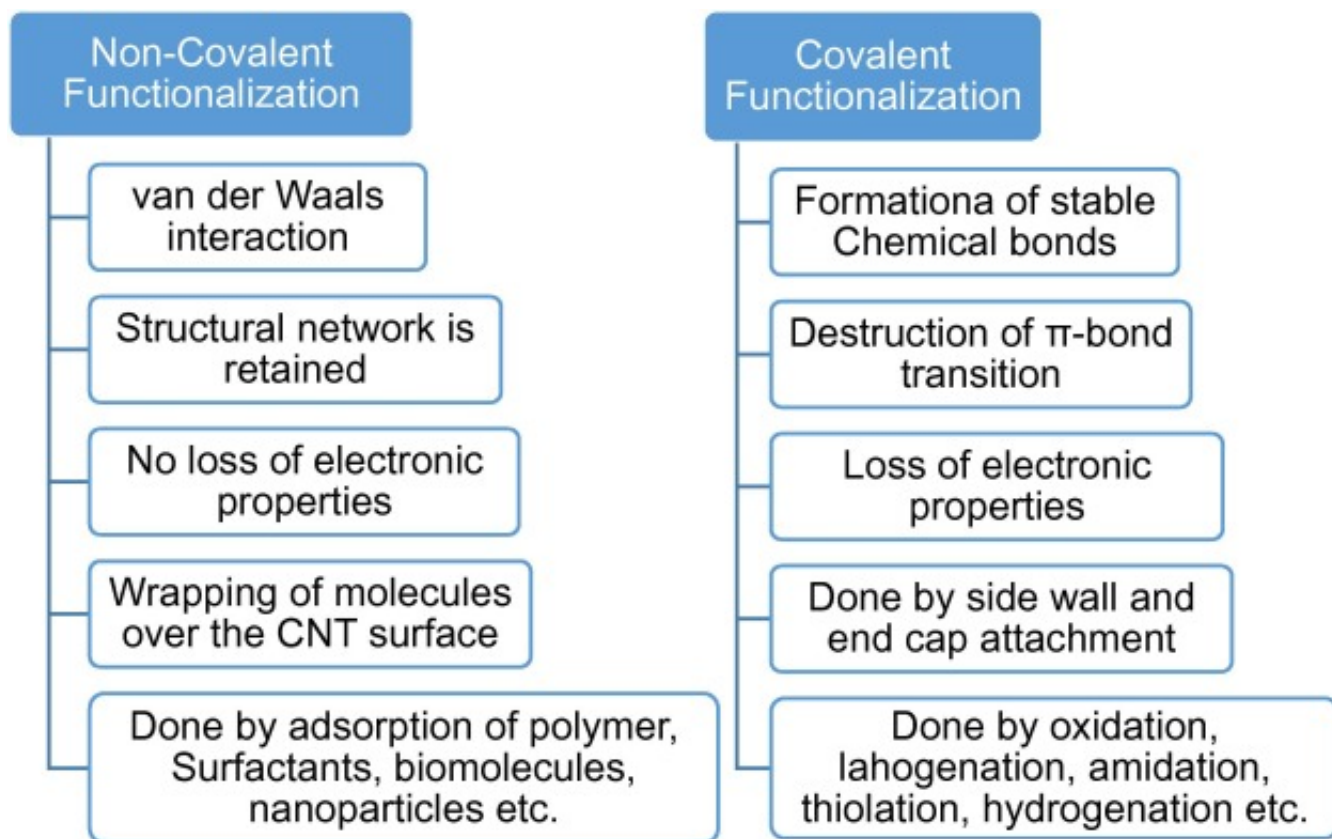 Non-Covalent
Functionalization
van der Waals
interaction
Structural network is
retained
No loss of electronic
properties
Wrapping of molecules
over the CNT surface
Done by adsorption of polymer,
Surfactants, biomolecules,
nanoparticles etc.
Covalent
Functionalization
Formationa of stable
Chemical bonds
Destruction of π-bond
transition
Loss of electronic
properties
Done by side wall and
end cap attachment
Done by oxidation,
lahogenation, amidation,
thiolation, hydrogenation etc.